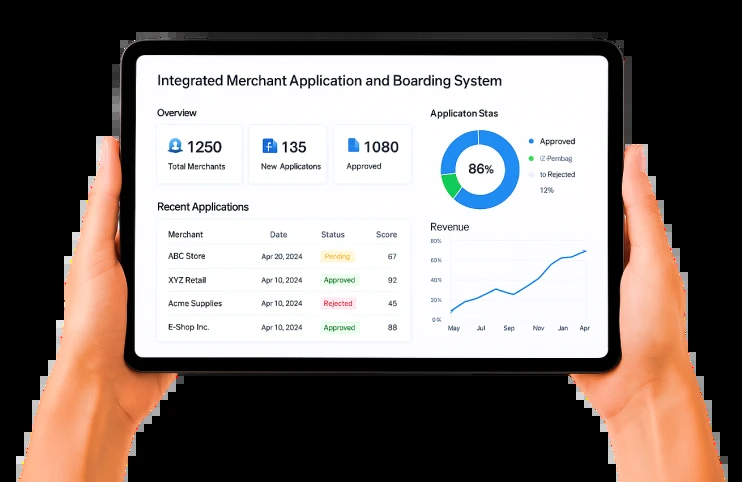 Integrated Merchant Application and Boarding System
Overview
1250
Total Merchants
135
New Applicatons
1080
Approved
Recent Applications
Merchant Date Status Score
ABC Store Apr 20, 2024 Pending 67
XYZ Retail Apr 10, 2024 Approved 92
Acme Supplies Apr 10, 2024 Rejected 45
E-Shop Inc. Apr 10, 2024 Approved 88
Applicaton Stas
86%
Approved
to Rejected
12%
Revenue
80%
60%
40%
20%
0%
May Jul Sep Nov Jan Apr